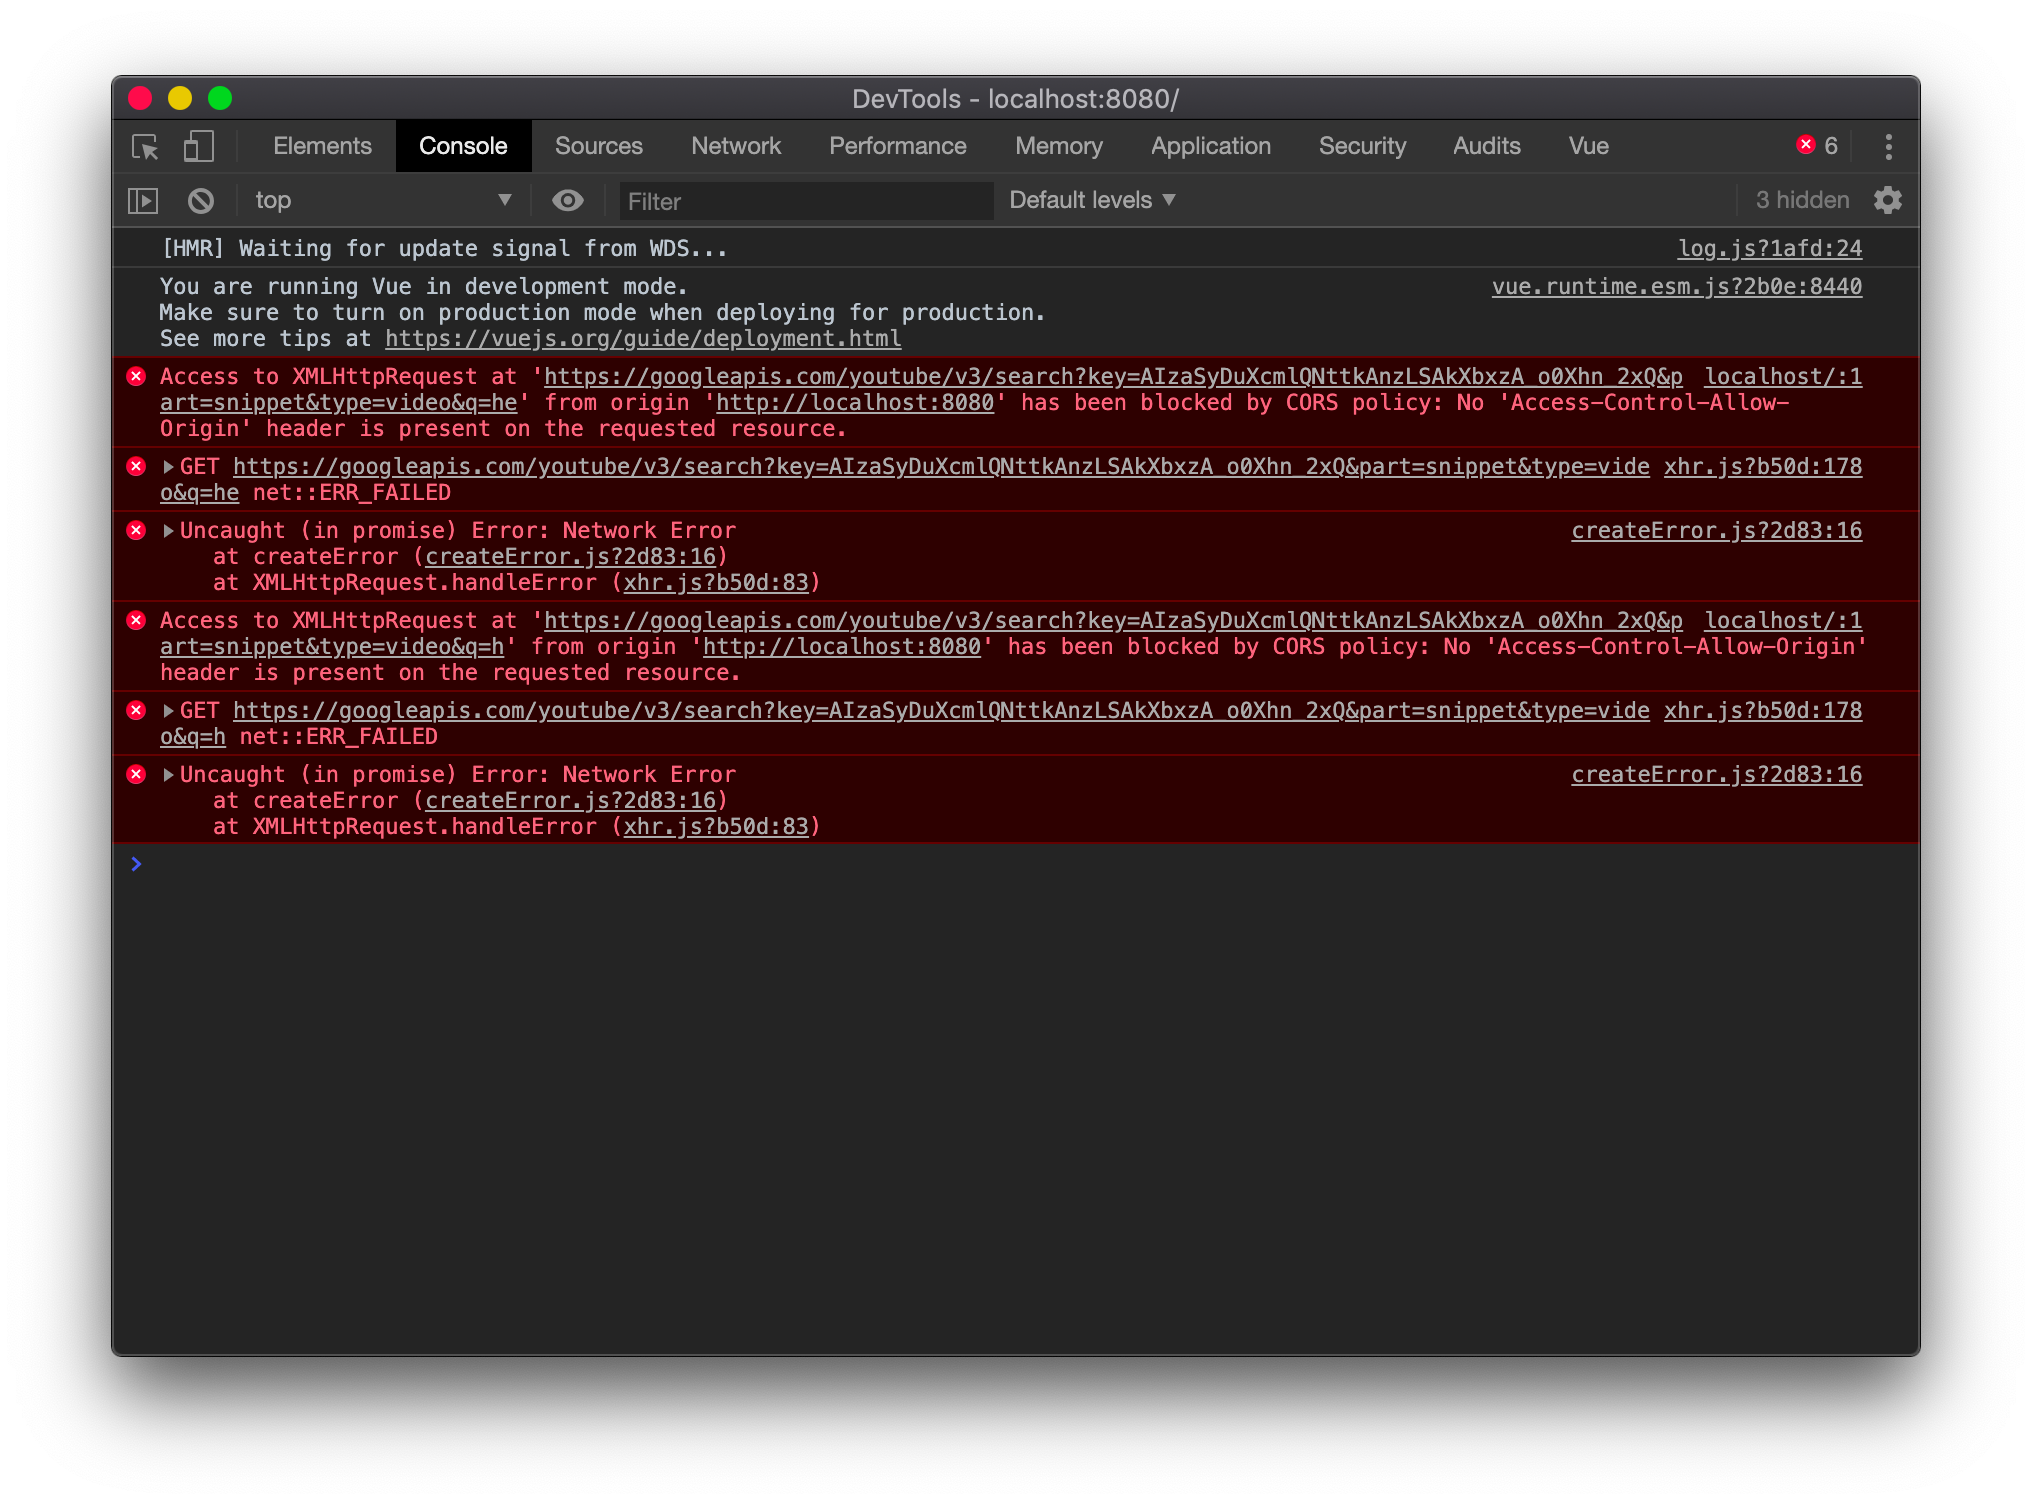 DevTools - localhost:8080/
Elements Console Sources Network Performance Memory Application Security Audits Vue 6
top Filter Default levels 3 hidden
[HMR] Waiting for update signal from WDS... log.js?1afd:24
You are running Vue in development mode. vue.runtime.esm.js?2b0e:8440
Make sure to turn on production mode when deploying for production.
See more tips at https://vuejs.org/guide/deployment.html
Access to XMLHttpRequest at 'https://googleapis.com/youtube/v3/search?key=AIzaSyDuXcmlQNttkAnzLSAkXbxzA_o0Xhn_2xQ&p localhost/:1
art=snippet&type=video&q=he' from origin 'http://localhost:8080' has been blocked by CORS policy: No 'Access-Control-Allow-
Origin' header is present on the requested resource.
GET https://googleapis.com/youtube/v3/search?key=AIzaSyDuXcmlQNttkAnzLSAkXbxzA_o0Xhn_2xQ&part=snippet&type=vide xhr.js?b50d:178
o&q=he net::ERR_FAILED
Uncaught (in promise) Error: Network Error createError.js?2d83:16
at createError (createError.js?2d83:16)
at XMLHttpRequest.handleError (xhr.js?b50d:83)
Access to XMLHttpRequest at 'https://googleapis.com/youtube/v3/search?key=AIzaSyDuXcmlQNttkAnzLSAkXbxzA_o0Xhn_2xQ&p localhost/:1
art=snippet&type=video&q=h' from origin 'http://localhost:8080' has been blocked by CORS policy: No 'Access-Control-Allow-Origin'
header is present on the requested resource.
GET https://googleapis.com/youtube/v3/search?key=AIzaSyDuXcmlQNttkAnzLSAkXbxzA_o0Xhn_2xQ&part=snippet&type=vide xhr.js?b50d:178
o&q=h net::ERR_FAILED
Uncaught (in promise) Error: Network Error createError.js?2d83:16
at createError (createError.js?2d83:16)
at XMLHttpRequest.handleError (xhr.js?b50d:83)